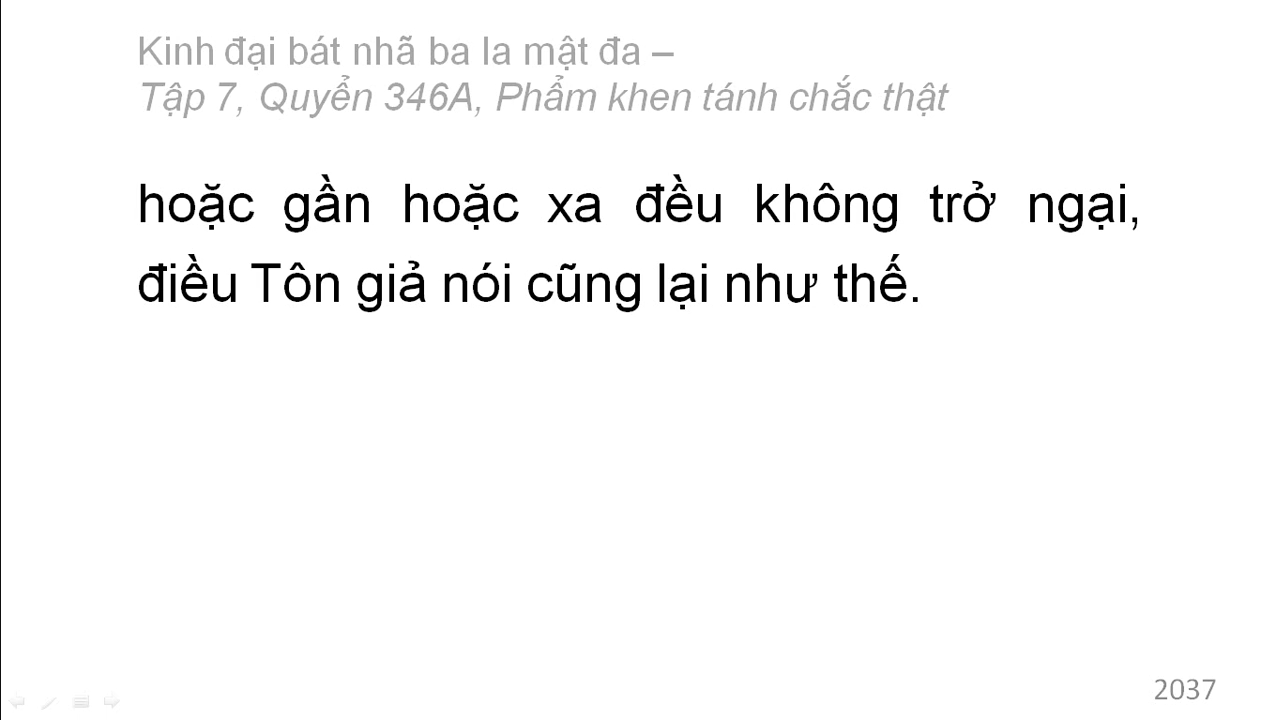 Kinh đại bát nhã ba la mật đa –
Tập 7, Quyển 346A, Phẩm khen tánh chắc thật
hoặc gần hoặc xa đều không trở ngại,
điều Tôn giả nói cũng lại như thế.
2037